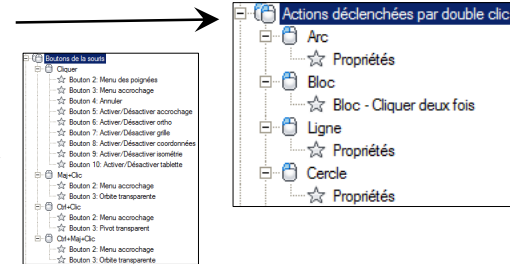 Actions déclenchées par double clic
Arc
Propriétés
Bloc
Bloc - Cliquer deux fois
Ligne
Propriétés
Cercle
Propriétés
Boutons de la souris
Cliquer
Bouton 2: Menu des poignées
Bouton 3: Menu accrochage
Bouton 4: Annuler
Bouton 5: Activer/Désactiver accrochage
Bouton 6: Activer/Désactiver ortho
Bouton 7: Activer/Désactiver grille
Bouton 8: Activer/Désactiver coordonnées
Bouton 9: Activer/Désactiver isométrie
Bouton 10: Activer/Désactiver tablette
Maj+Clic
Bouton 2: Menu accrochage
Bouton 3: Orbite transparente
Ctrl+Clic
Bouton 2: Menu accrochage
Bouton 3: Pivot transparent
Ctrl+Maj+Clic
Bouton 2: Menu accrochage
Bouton 3: Orbite transparente